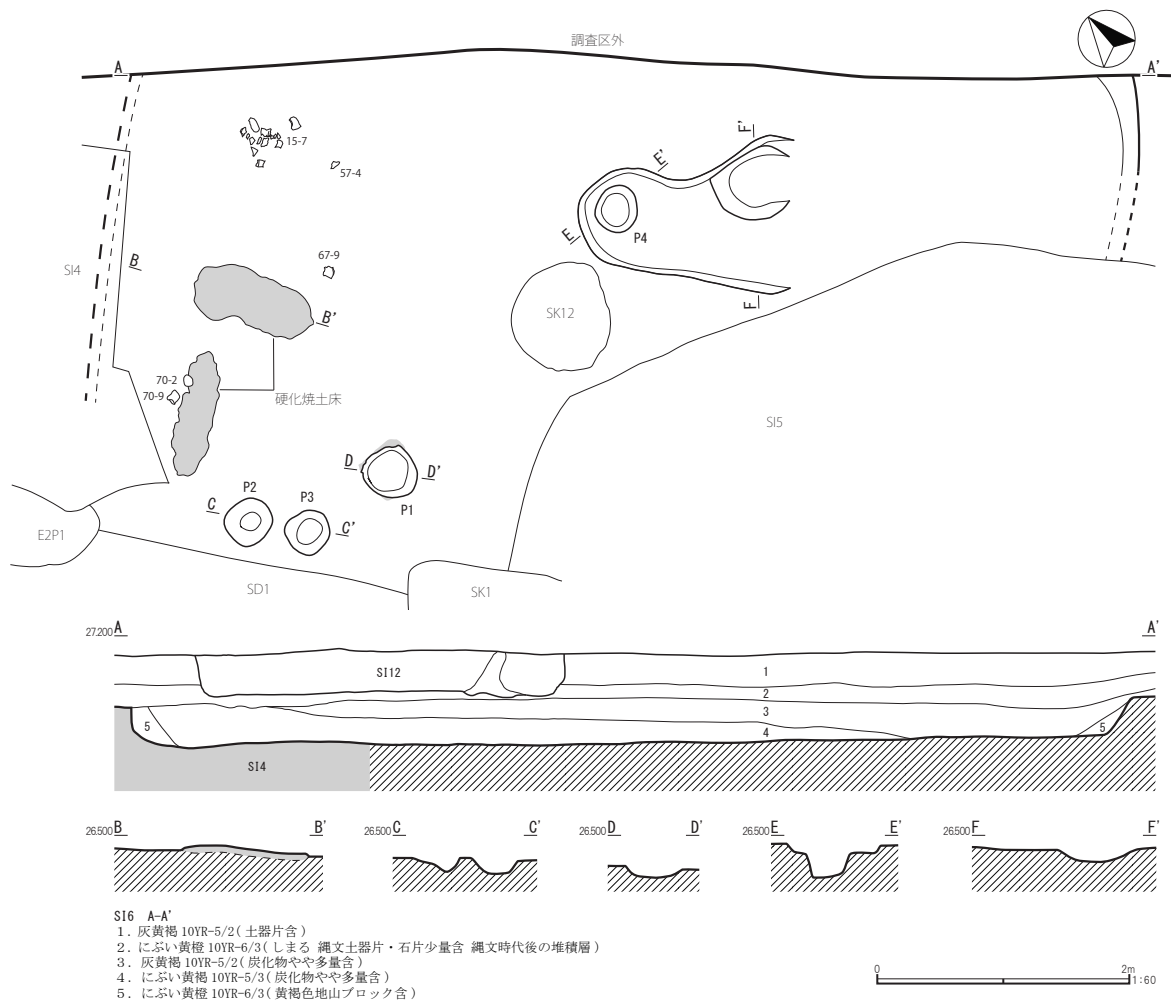 調査区外
A
A'
15-7
57-4
F'
E'
E
P4
F
SI4
B
67-9
B'
SK12
70-2
70-9
硬化焼土床
SI5
D
D'
P1
P2
P3
C
C'
E2P1
SD1
SK1
27.200 A
A'
SI12
1
2
3
4
5
5
SI4
26.500 B
B'
26.500 C
C'
26.500 D
D'
26.500 E
E'
26.500 F
F'
SI6 A-A'
1. 灰黄褐 10YR-5/2( 土器片含 )
2. にぶい黄橙 10YR-6/3( しまる 縄文土器片・石片少量含 縄文時代後の堆積層 )
3. 灰黄褐 10YR-5/2( 炭化物やや多量含 )
4. にぶい黄褐 10YR-5/3( 炭化物やや多量含 )
5. にぶい黄橙 10YR-6/3( 黄褐色地山ブロック含 )
0
2m
1:60